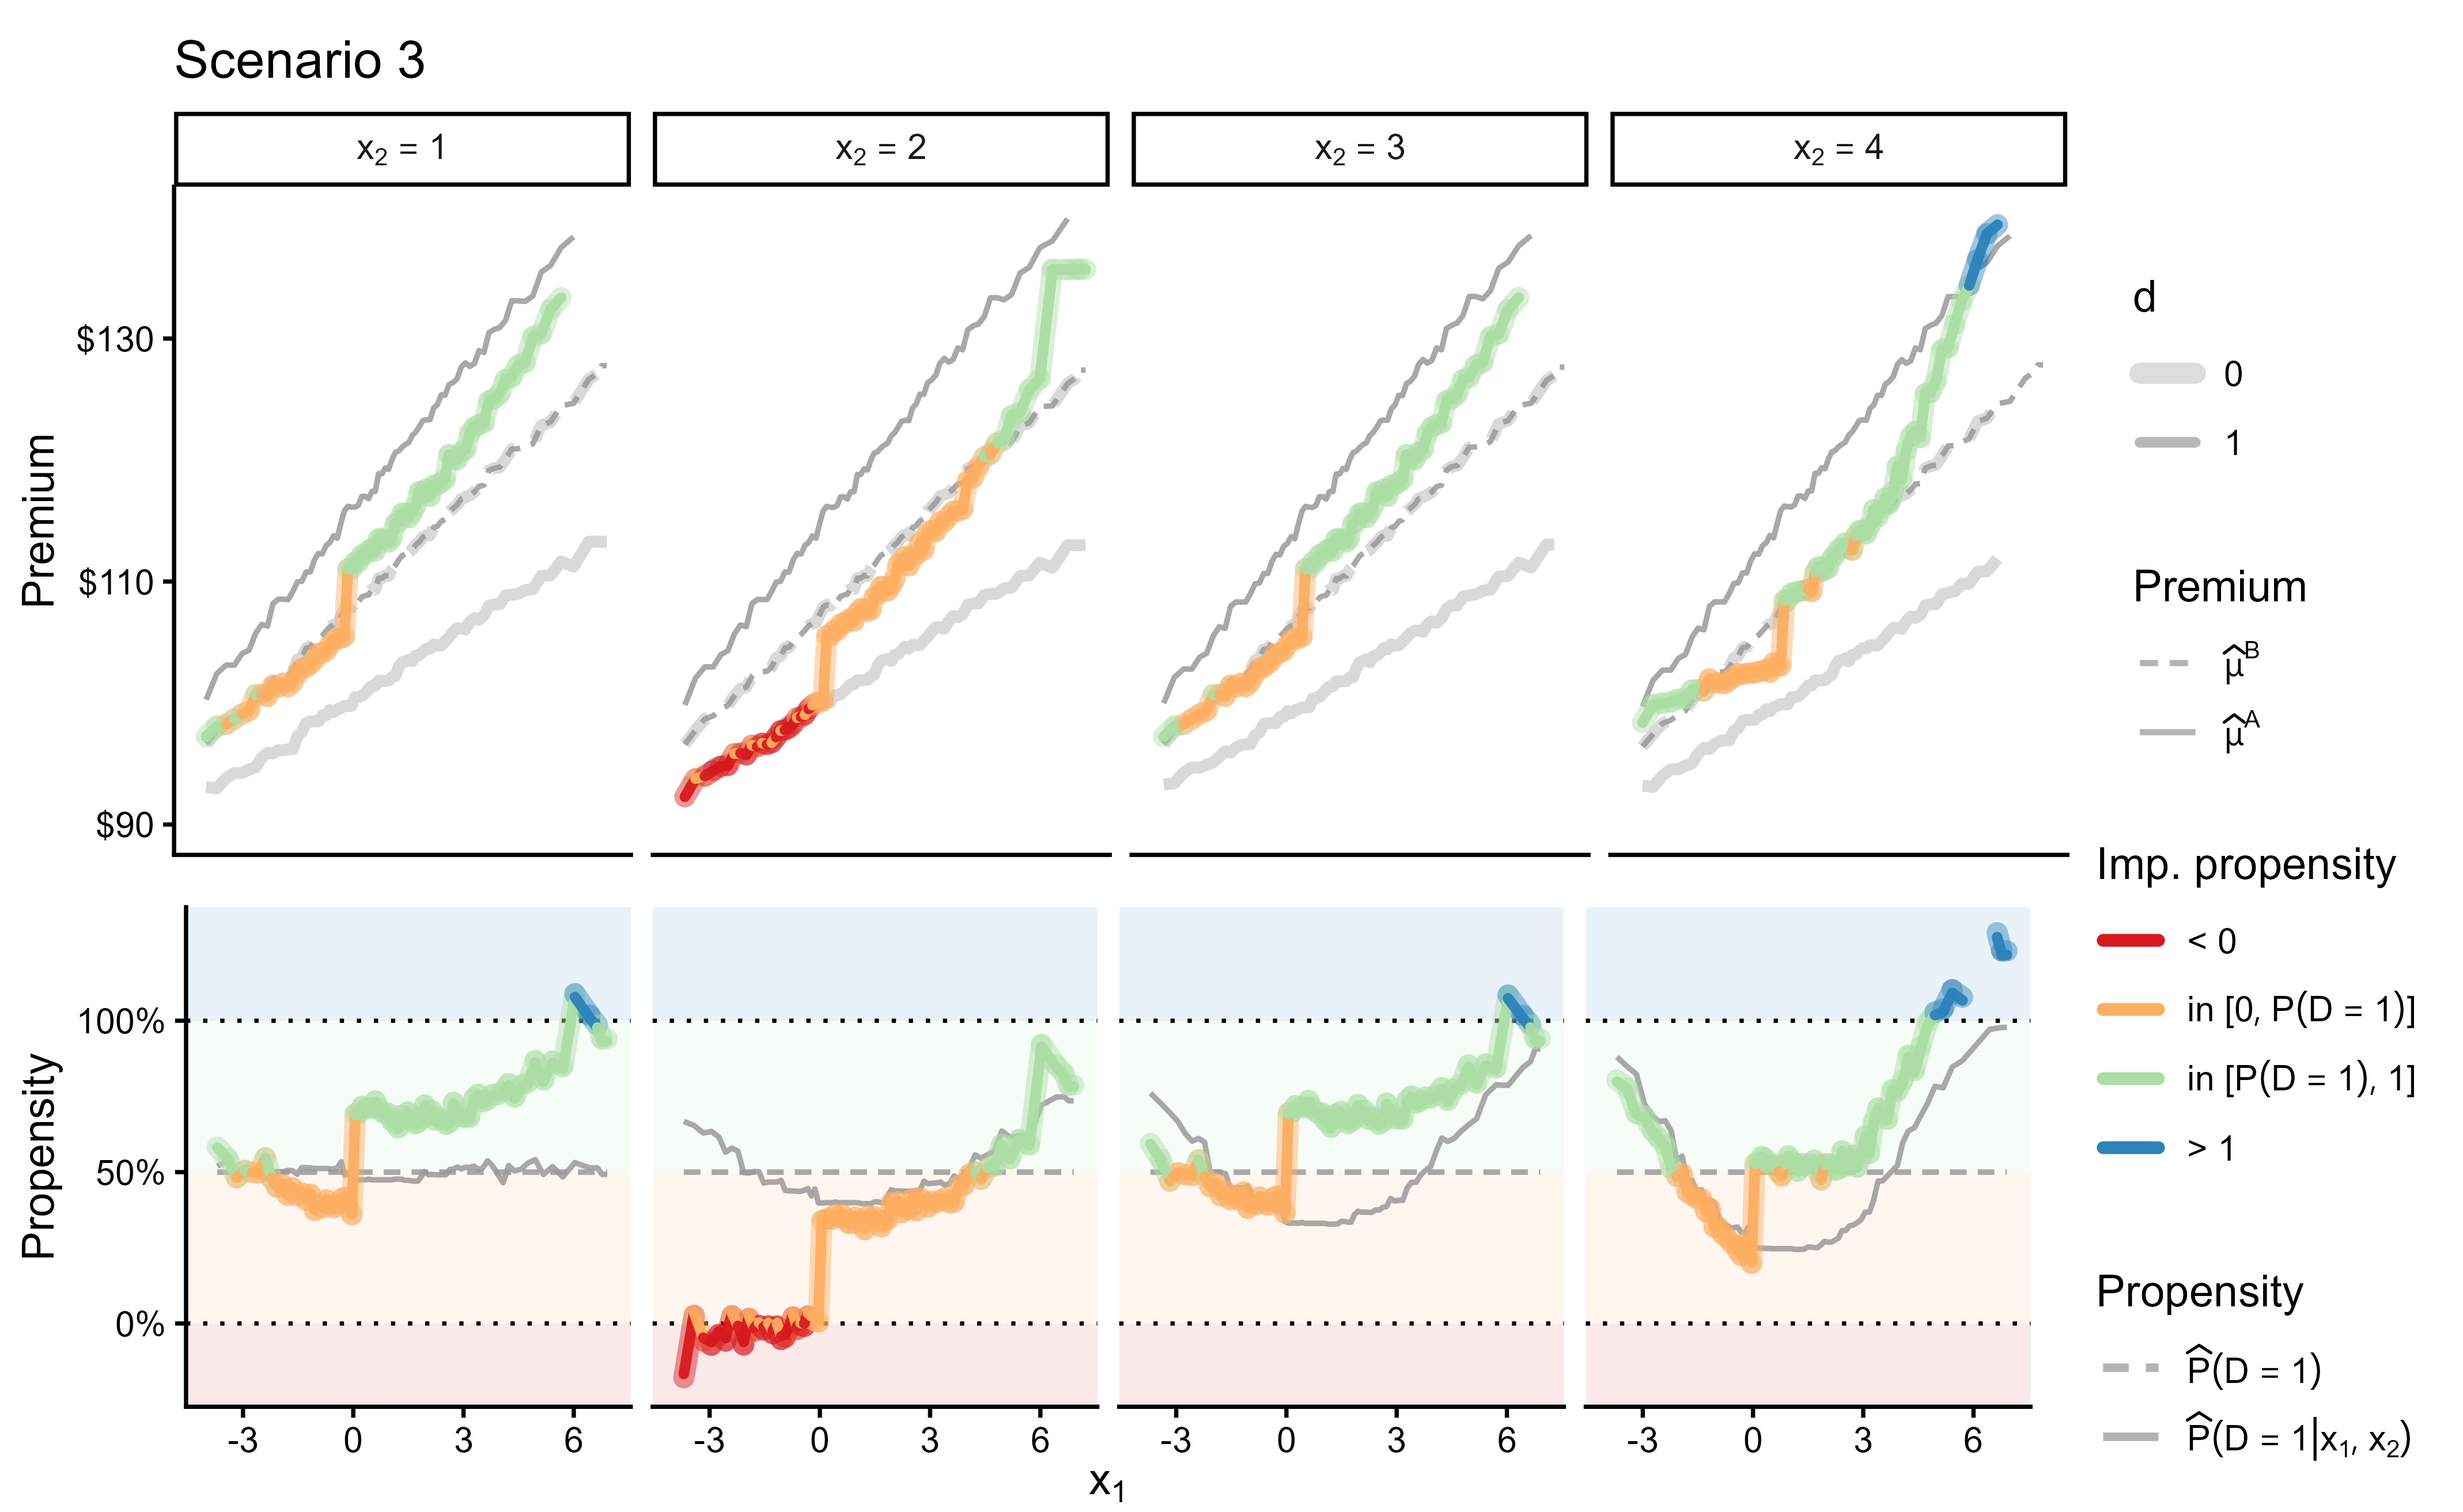 Scenario 3
x₂ = 1
x₂ = 2
x₂ = 3
x₂ = 4
Premium
$130
$110
$90
Propensity
100%
50%
0%
-3 0 3 6
-3 0 3 6
-3 0 3 6
-3 0 3 6
x₁
d
0
1
Premium
μ̂ᴮ
μ̂ᴬ
Imp. propensity
< 0
in [0, P(D = 1)]
in [P(D = 1), 1]
> 1
Propensity
P̂(D = 1)
P̂(D = 1|x₁, x₂)